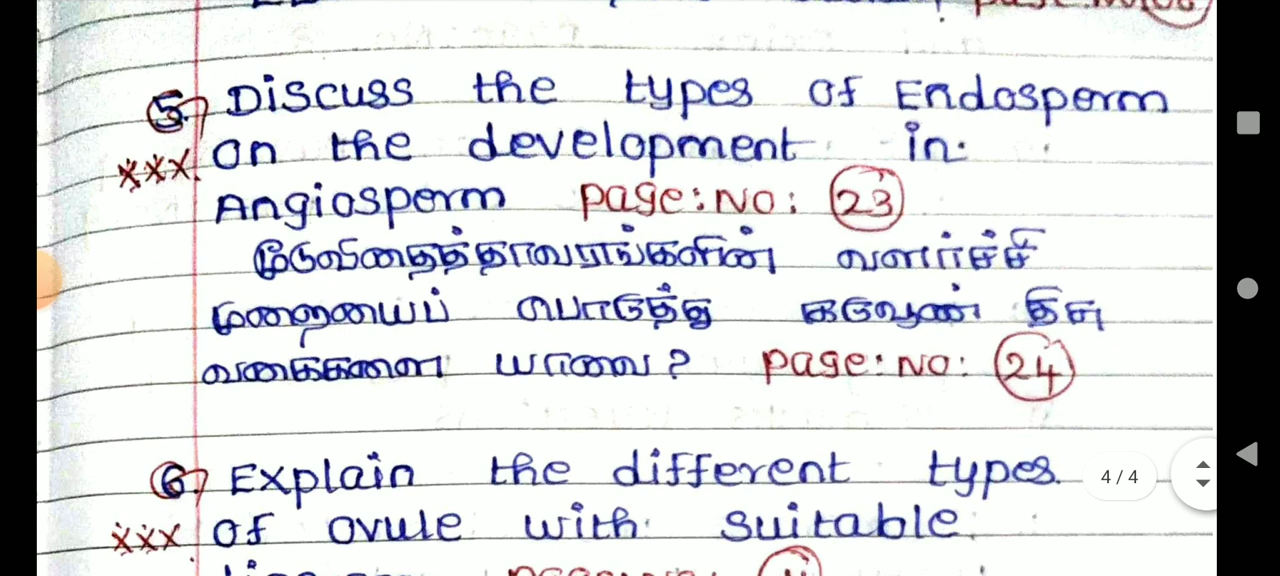 5) Discuss the types of Endosperm
*** on the development in
Angiosperm page:No: 23
இருவிதைத்தாவரங்களின் வளர்ச்சி
முறையைப் பொறுத்து கருவூண் திசு
வகைகளை யாவை? page:No: 24
6) Explain the different types
xxx of ovule with suitable
4/4